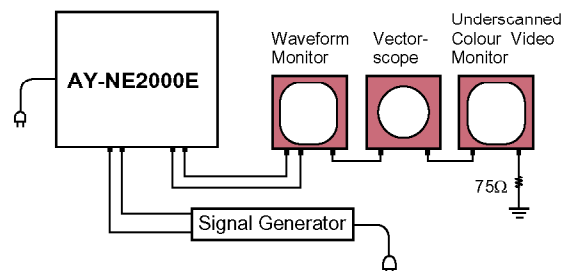 AY-NE2000E
Waveform
Monitor
Vector-
scope
Underscanned
Colour Video
Monitor
75Ω
Signal Generator